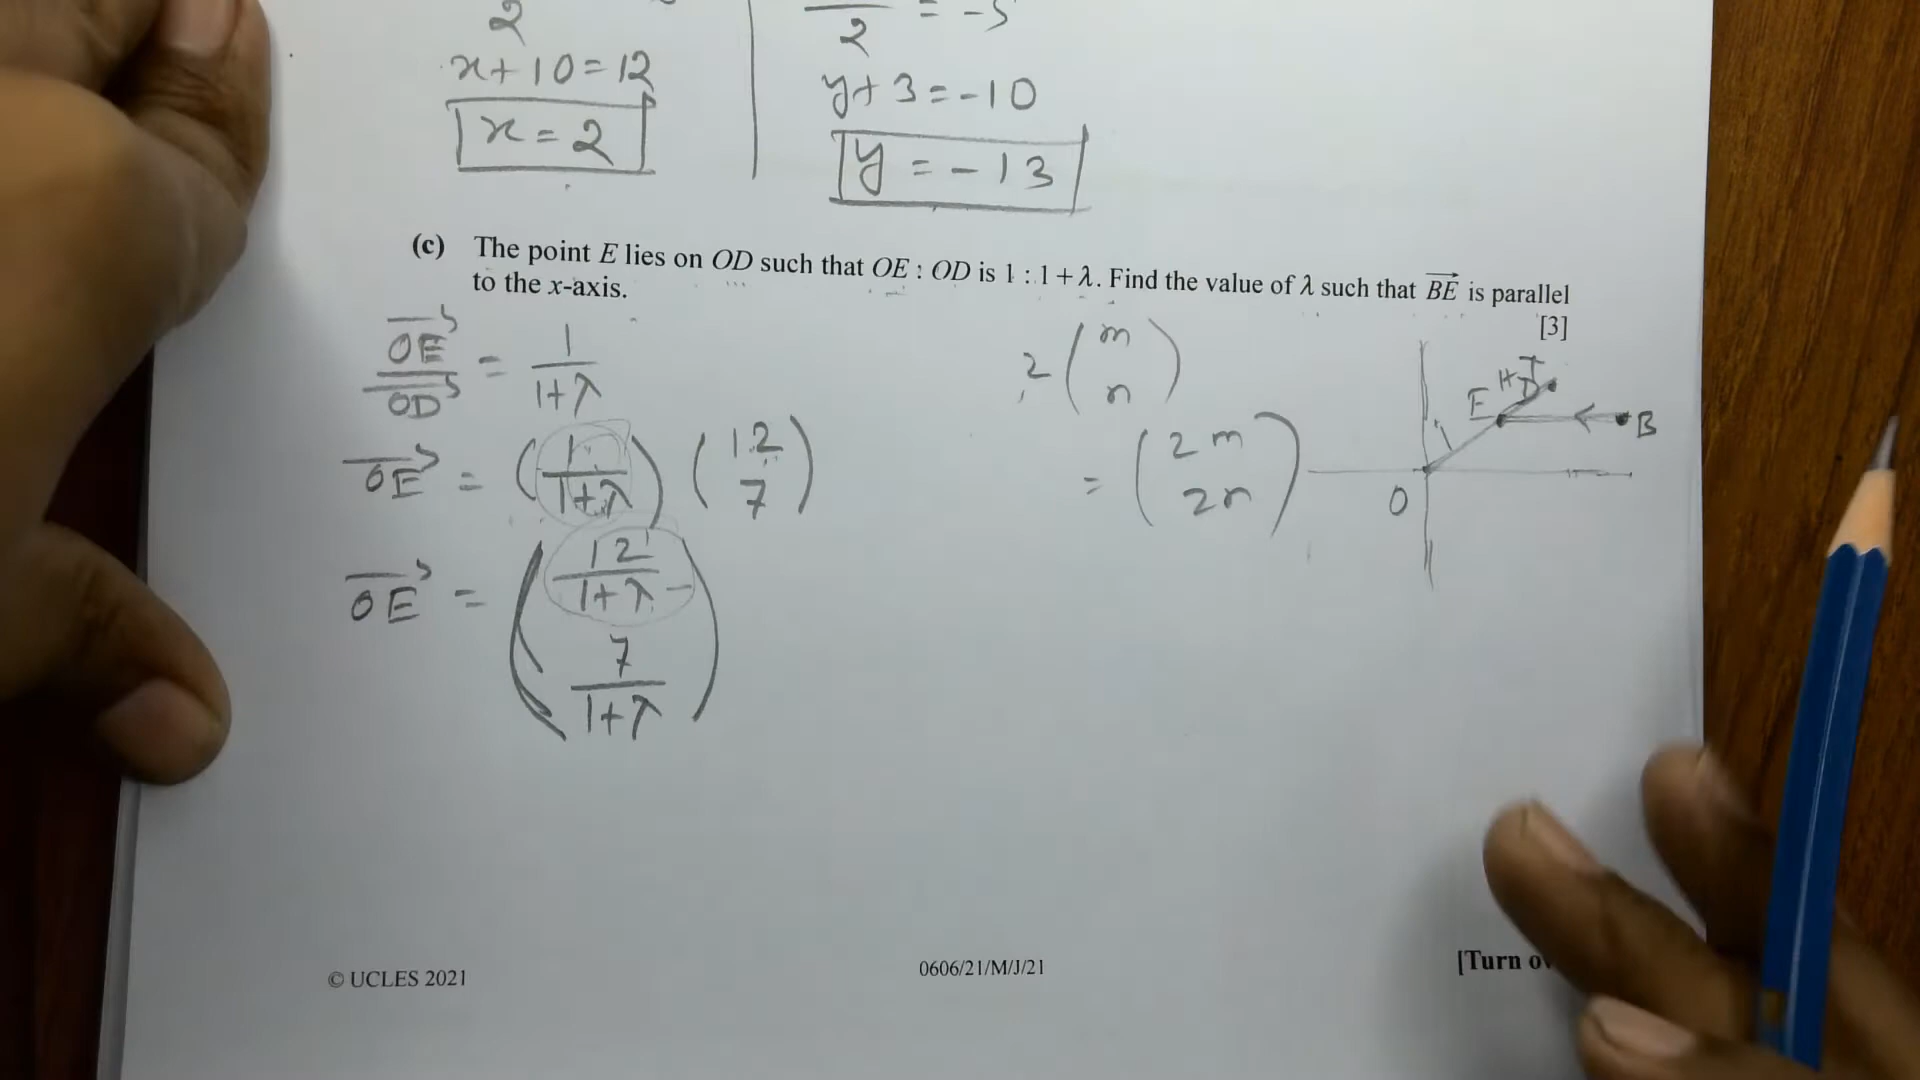 2
2 = -5
x+10=12
y+3=-10
x=2
y=-13
(c) The point E lies on OD such that OE : OD is 1 : 1+λ. Find the value of λ such that BE is parallel
to the x-axis.
[3]
OE/OD = 1/(1+λ)
2 (m n)
= (2m 2n)
OE = (1/(1+λ)) (12 7)
OE = (12/(1+λ) 7/(1+λ))
E
B
O
© UCLES 2021
0606/21/M/J/21
[Turn